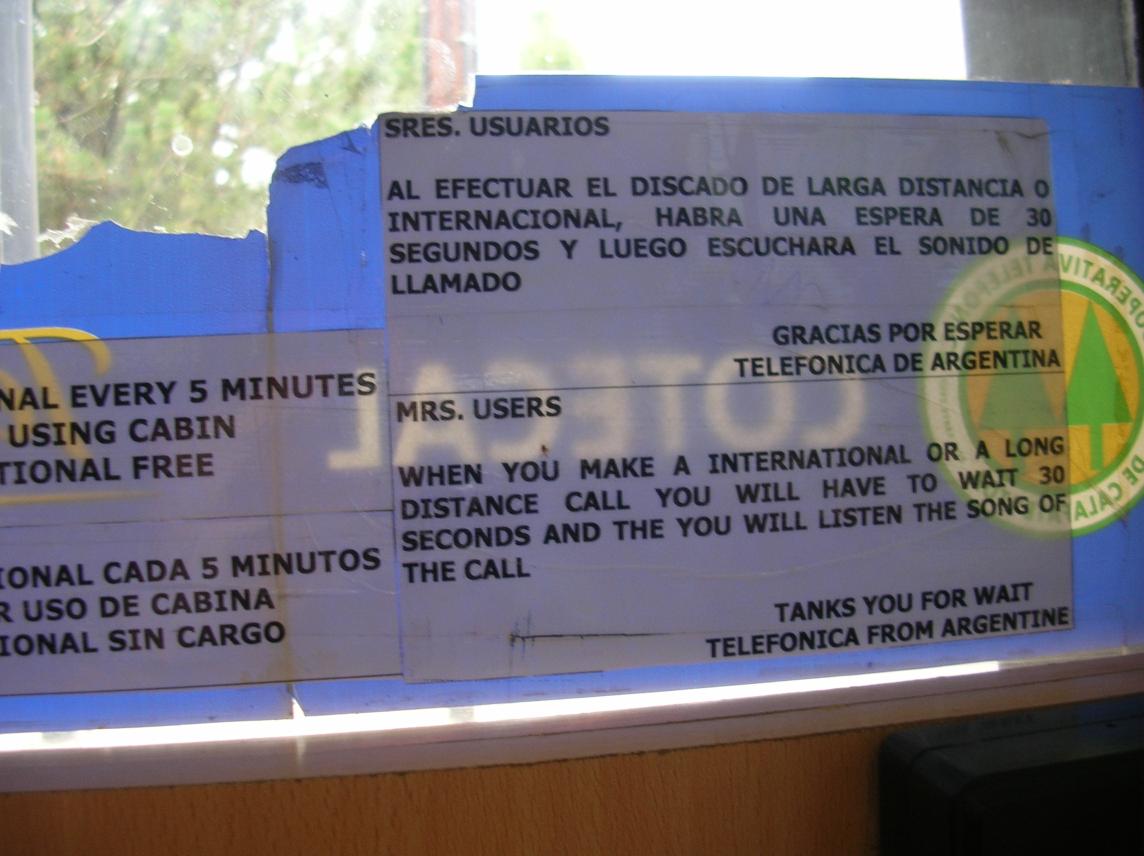 SRES. USUARIOS
AL EFECTUAR EL DISCADO DE LARGA DISTANCIA O
INTERNACIONAL, HABRA UNA ESPERA DE 30
SEGUNDOS Y LUEGO ESCUCHARA EL SONIDO DE
LLAMADO
GRACIAS POR ESPERAR
TELEFONICA DE ARGENTINA
MRS. USERS
WHEN YOU MAKE A INTERNATIONAL OR A LONG
DISTANCE CALL YOU WILL HAVE TO WAIT 30
SECONDS AND THE YOU WILL LISTEN THE SONG OF
THE CALL
TANKS YOU FOR WAIT
TELEFONICA FROM ARGENTINE
NAL EVERY 5 MINUTES
USING CABIN
TIONAL FREE
IONAL CADA 5 MINUTOS
R USO DE CABINA
IONAL SIN CARGO
COTECAL